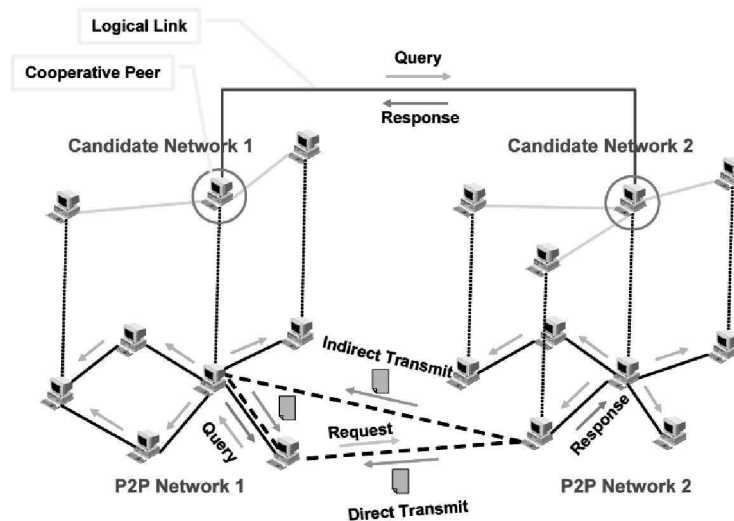 Logical Link
Cooperative Peer
Query
Response
Candidate Network 1
Candidate Network 2
Indirect Transmit
Query
Request
Response
P2P Network 1
Direct Transmit
P2P Network 2